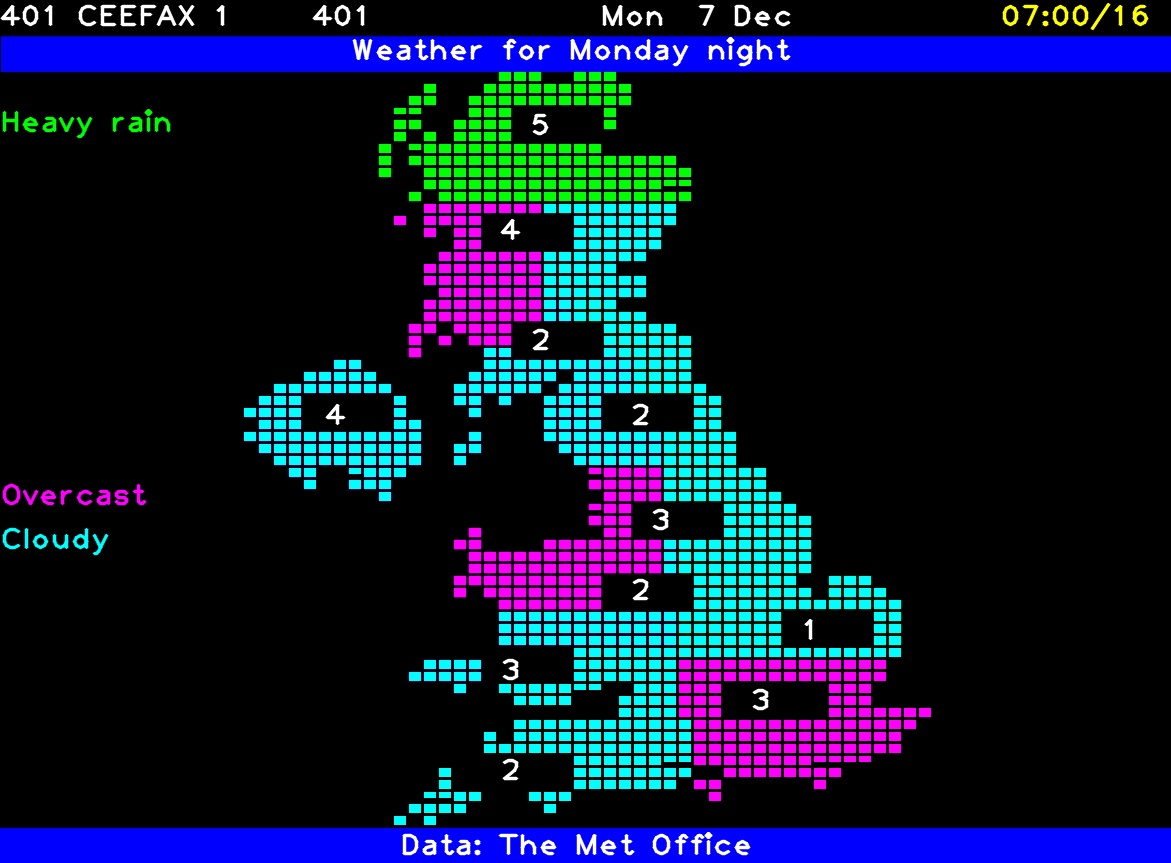 401 CEEFAX 1 401 Mon 7 Dec 07:00/16
Weather for Monday night
Heavy rain
5
4
2
4
2
Overcast
3
Cloudy
2
1
3
3
2
Data: The Met Office